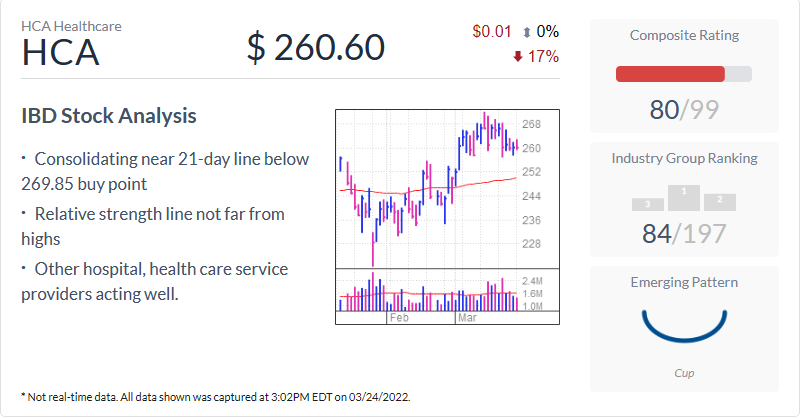 HCA Healthcare
HCA
$ 260.60
$0.01 0%
17%
IBD Stock Analysis
· Consolidating near 21-day line below
269.85 buy point
· Relative strength line not far from
highs
· Other hospital, health care service
providers acting well.
268
260
252
244
236
228
2.4M
1.6M
1.0M
Feb Mar
Composite Rating
80/99
Industry Group Ranking
3 1 2
84/197
Emerging Pattern
Cup
* Not real-time data. All data shown was captured at 3:02PM EDT on 03/24/2022.